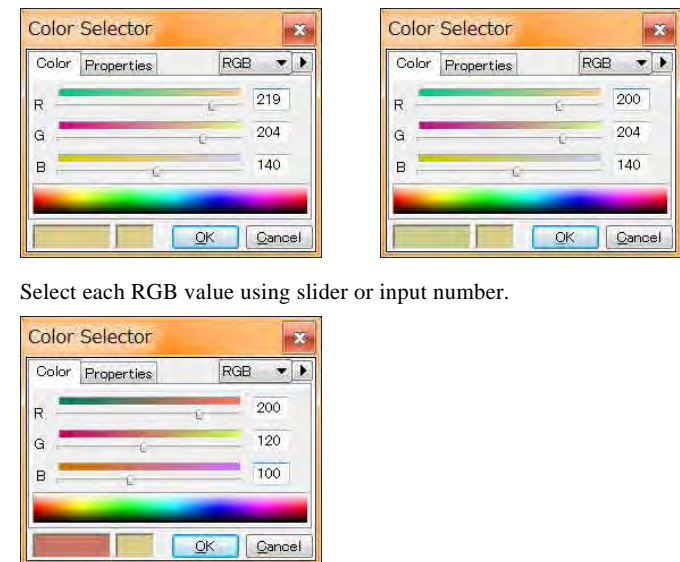 Color Selector
Color Properties RGB
R 219
G 204
B 140
OK Cancel
Color Selector
Color Properties RGB
R 200
G 204
B 140
OK Cancel
Select each RGB value using slider or input number.
Color Selector
Color Properties RGB
R 200
G 120
B 100
OK Cancel